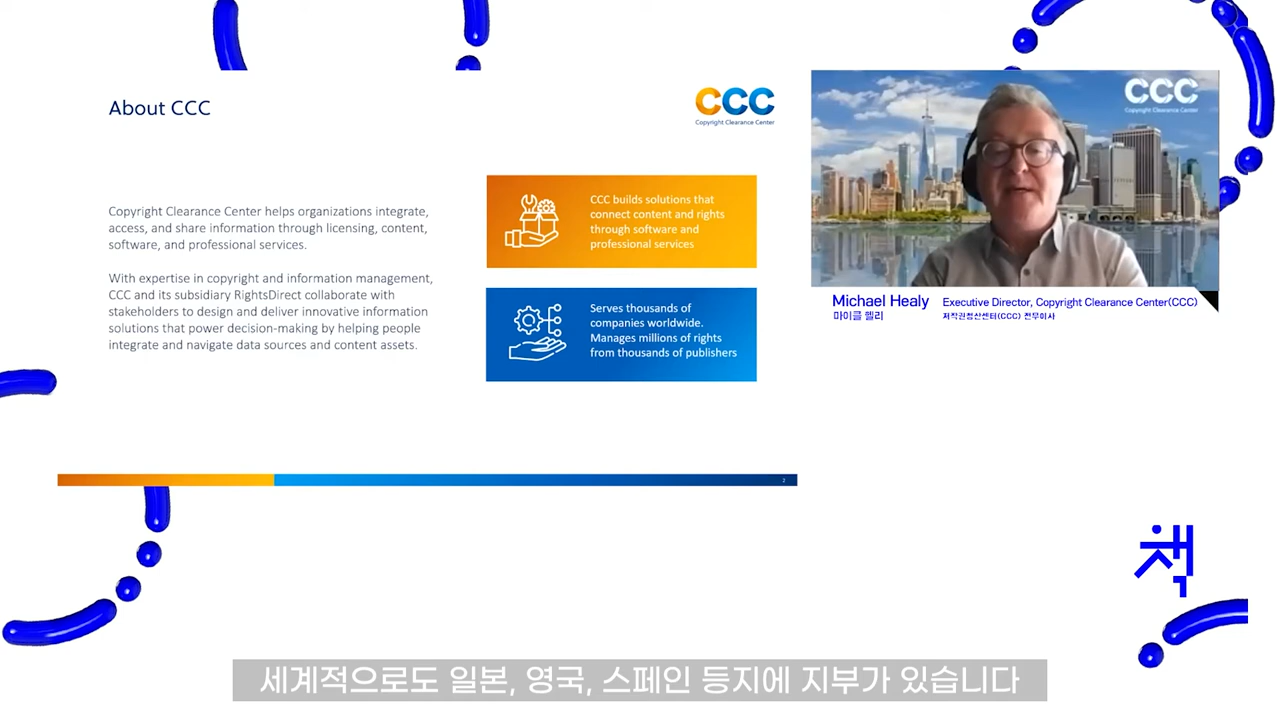 About CCC
CCC
Copyright Clearance Center
Copyright Clearance Center helps organizations integrate,
access, and share information through licensing, content,
software, and professional services.
With expertise in copyright and information management,
CCC and its subsidiary RightsDirect collaborate with
stakeholders to design and deliver innovative information
solutions that power decision-making by helping people
integrate and navigate data sources and content assets.
CCC builds solutions that
connect content and rights
through software and
professional services
Serves thousands of
companies worldwide.
Manages millions of rights
from thousands of publishers
2
CCC
Copyright Clearance Center
Michael Healy Executive Director, Copyright Clearance Center(CCC)
마이클 힐리 저작권정산센터(CCC) 전무이사
책
세계적으로도 일본, 영국, 스페인 등지에 지부가 있습니다